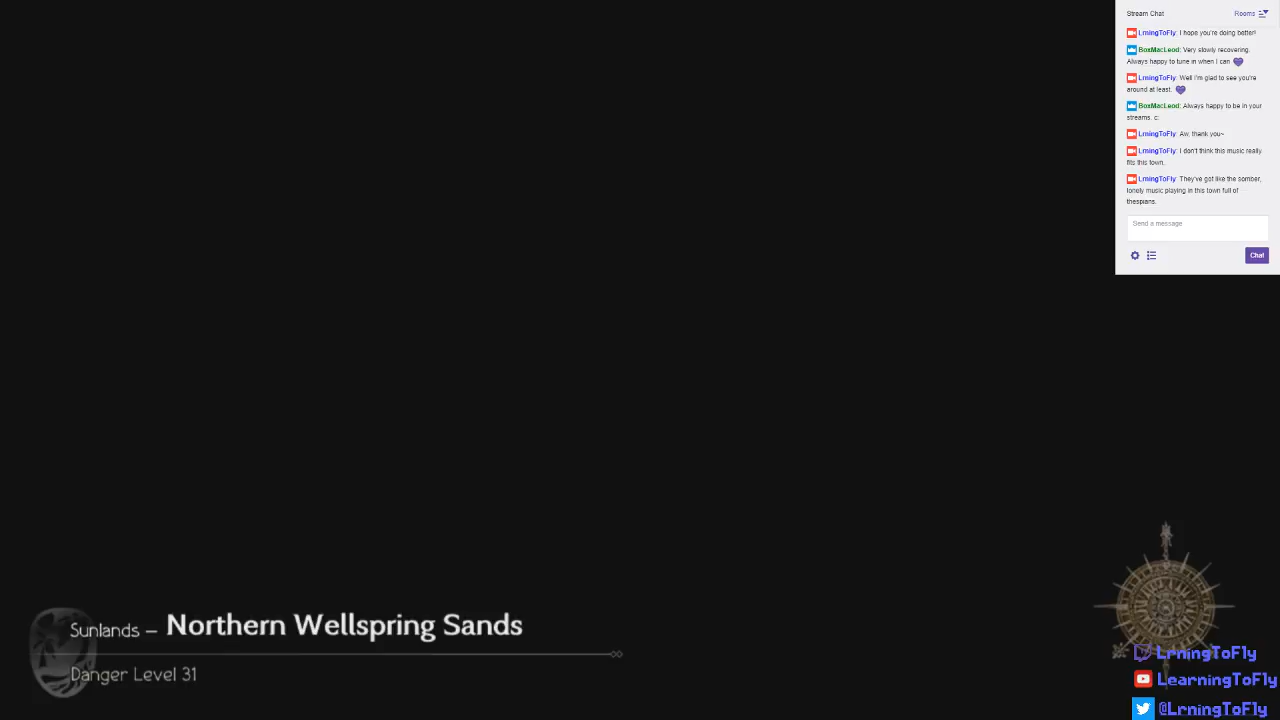 Stream Chat
Rooms
LrningToFly: I hope you're doing better!
BoxMacLeod: Very slowly recovering.
Always happy to tune in when I can
LrningToFly: Well I'm glad to see you're
around at least.
BoxMacLeod: Always happy to be in your
streams. c:
LrningToFly: Aw, thank you~
LrningToFly: I don't think this music really
fits this town.
LrningToFly: They've got like the somber,
lonely music playing in this town full of
thespians.
Send a message
Chat
Sunlands – Northern Wellspring Sands
Danger Level 31
LrningToFly
LearningToFly
@LrningToFly